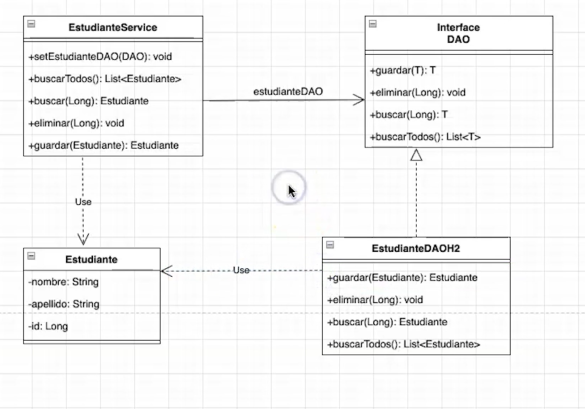 EstudianteService
+setEstudianteDAO(DAO): void
+buscarTodos(): List<Estudiante>
+buscar(Long): Estudiante
+eliminar(Long): void
+guardar(Estudiante): Estudiante
estudianteDAO
Interface
DAO
+guardar(T): T
+eliminar(Long): void
+buscar(Long): T
+buscarTodos(): List<T>
Use
Estudiante
-nombre: String
-apellido: String
-id: Long
Use
EstudianteDAOH2
+guardar(Estudiante): Estudiante
+eliminar(Long): void
+buscar(Long): Estudiante
+buscarTodos(): List<Estudiante>